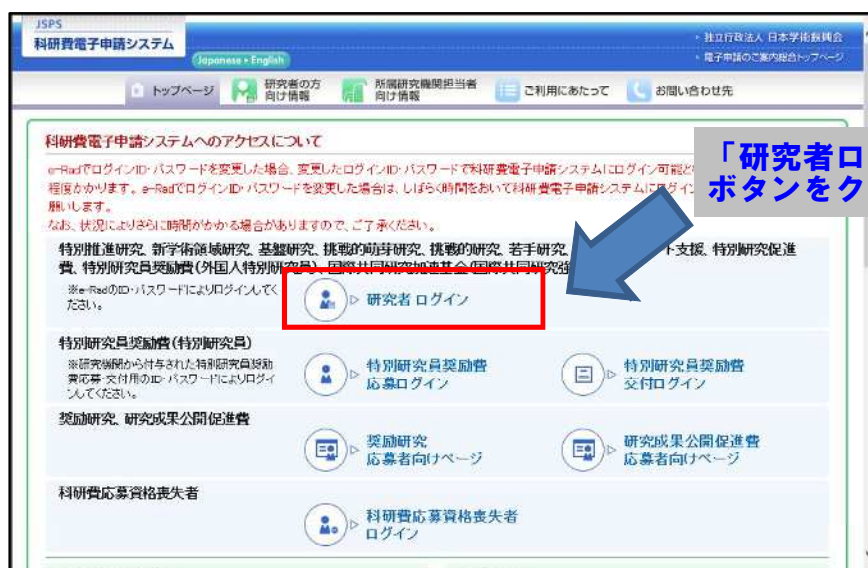 JSPS
科研費電子申請システム
Japanese • English
独立行政法人 日本学術振興会
電子申請のご案内総合トップページ
トップページ
研究者の方
向け情報
所属研究機関担当者
向け情報
ご利用にあたって
お問い合わせ先
科研費電子申請システムへのアクセスについて
e-RadでログインID・パスワードを変更した場合、変更したログインID・パスワードで科研費電子申請システムにログイン可能と
程度かかります。e-RadでログインID・パスワードを変更した場合は、しばらく時間をおいて科研費電子申請システムにログイン
願いします。
なお、状況によりさらに時間がかかる場合がありますので、ご了承ください。
「研究者ロ
ボタンをク
特別推進研究、新学術領域研究、基盤研究、挑戦的萌芽研究、挑戦的研究、若手研究、
ト支援、特別研究促進
費、特別研究員奨励費(外国人特別研究員)、国際共同研究加速基金(国際共同研究強
※e-RadのID・パスワードによりログインしてく
ださい。
研究者 ログイン
特別研究員奨励費(特別研究員)
※研究機関から付与された特別研究員奨励
費応募・交付用のID・パスワードによりログイ
ンしてください。
特別研究員奨励費
応募ログイン
特別研究員奨励費
交付ログイン
奨励研究、研究成果公開促進費
奨励研究
応募者向けページ
研究成果公開促進費
応募者向けページ
科研費応募資格喪失者
科研費応募資格喪失者
ログイン